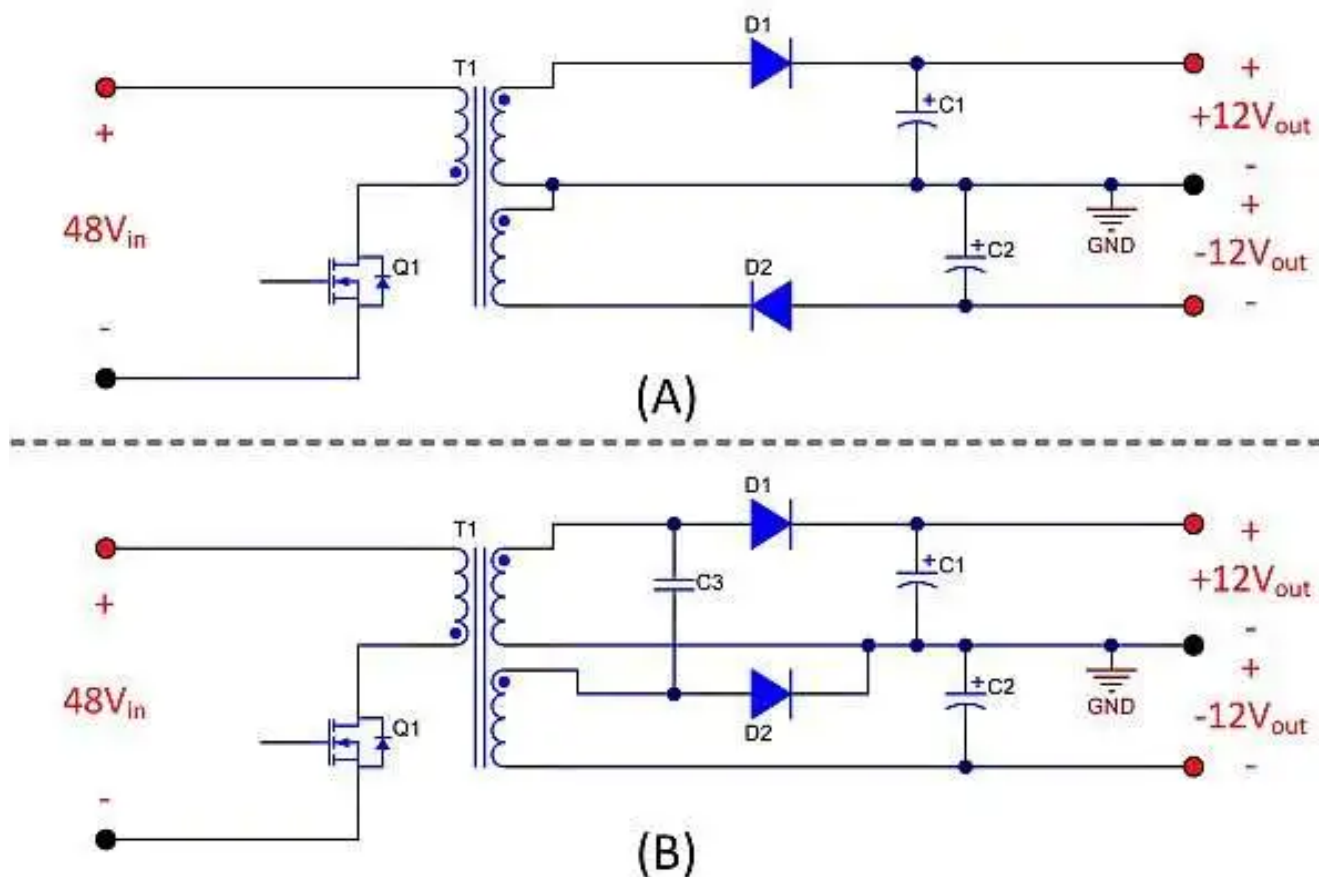 D1
T1
+
+
+C1
+12Vout
+
-
+
48Vin
Q1
D2
+C2
GND
-12Vout
-
-
(A)
D1
T1
+
+
C3
+C1
+12Vout
-
+
48Vin
+C2
GND
-12Vout
Q1
D2
-
-
(B)